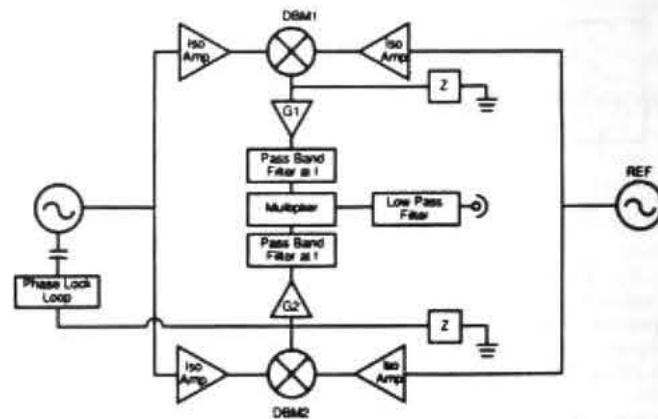 DBM1
Iso
Amp
Iso
Amp
Z
G1
Pass Band
Filter at f
REF
Multiplier
Low Pass
Filter
Pass Band
Filter at f
Phase Lock
Loop
G2
Z
Iso
Amp
Iso
Amp
DBM2